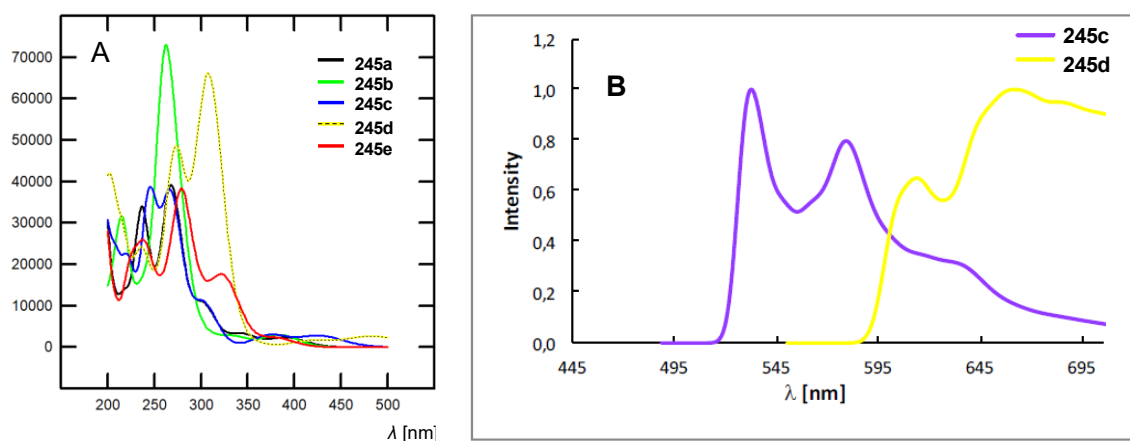 A
70000
60000
50000
40000
30000
20000
10000
0
245a
245b
245c
245d
245e
200 250 300 350 400 450 500
λ [nm]
B
1,2
1,0
0,8
0,6
0,4
0,2
0,0
Intensity
245c
245d
445 495 545 595 645 695
λ [nm]